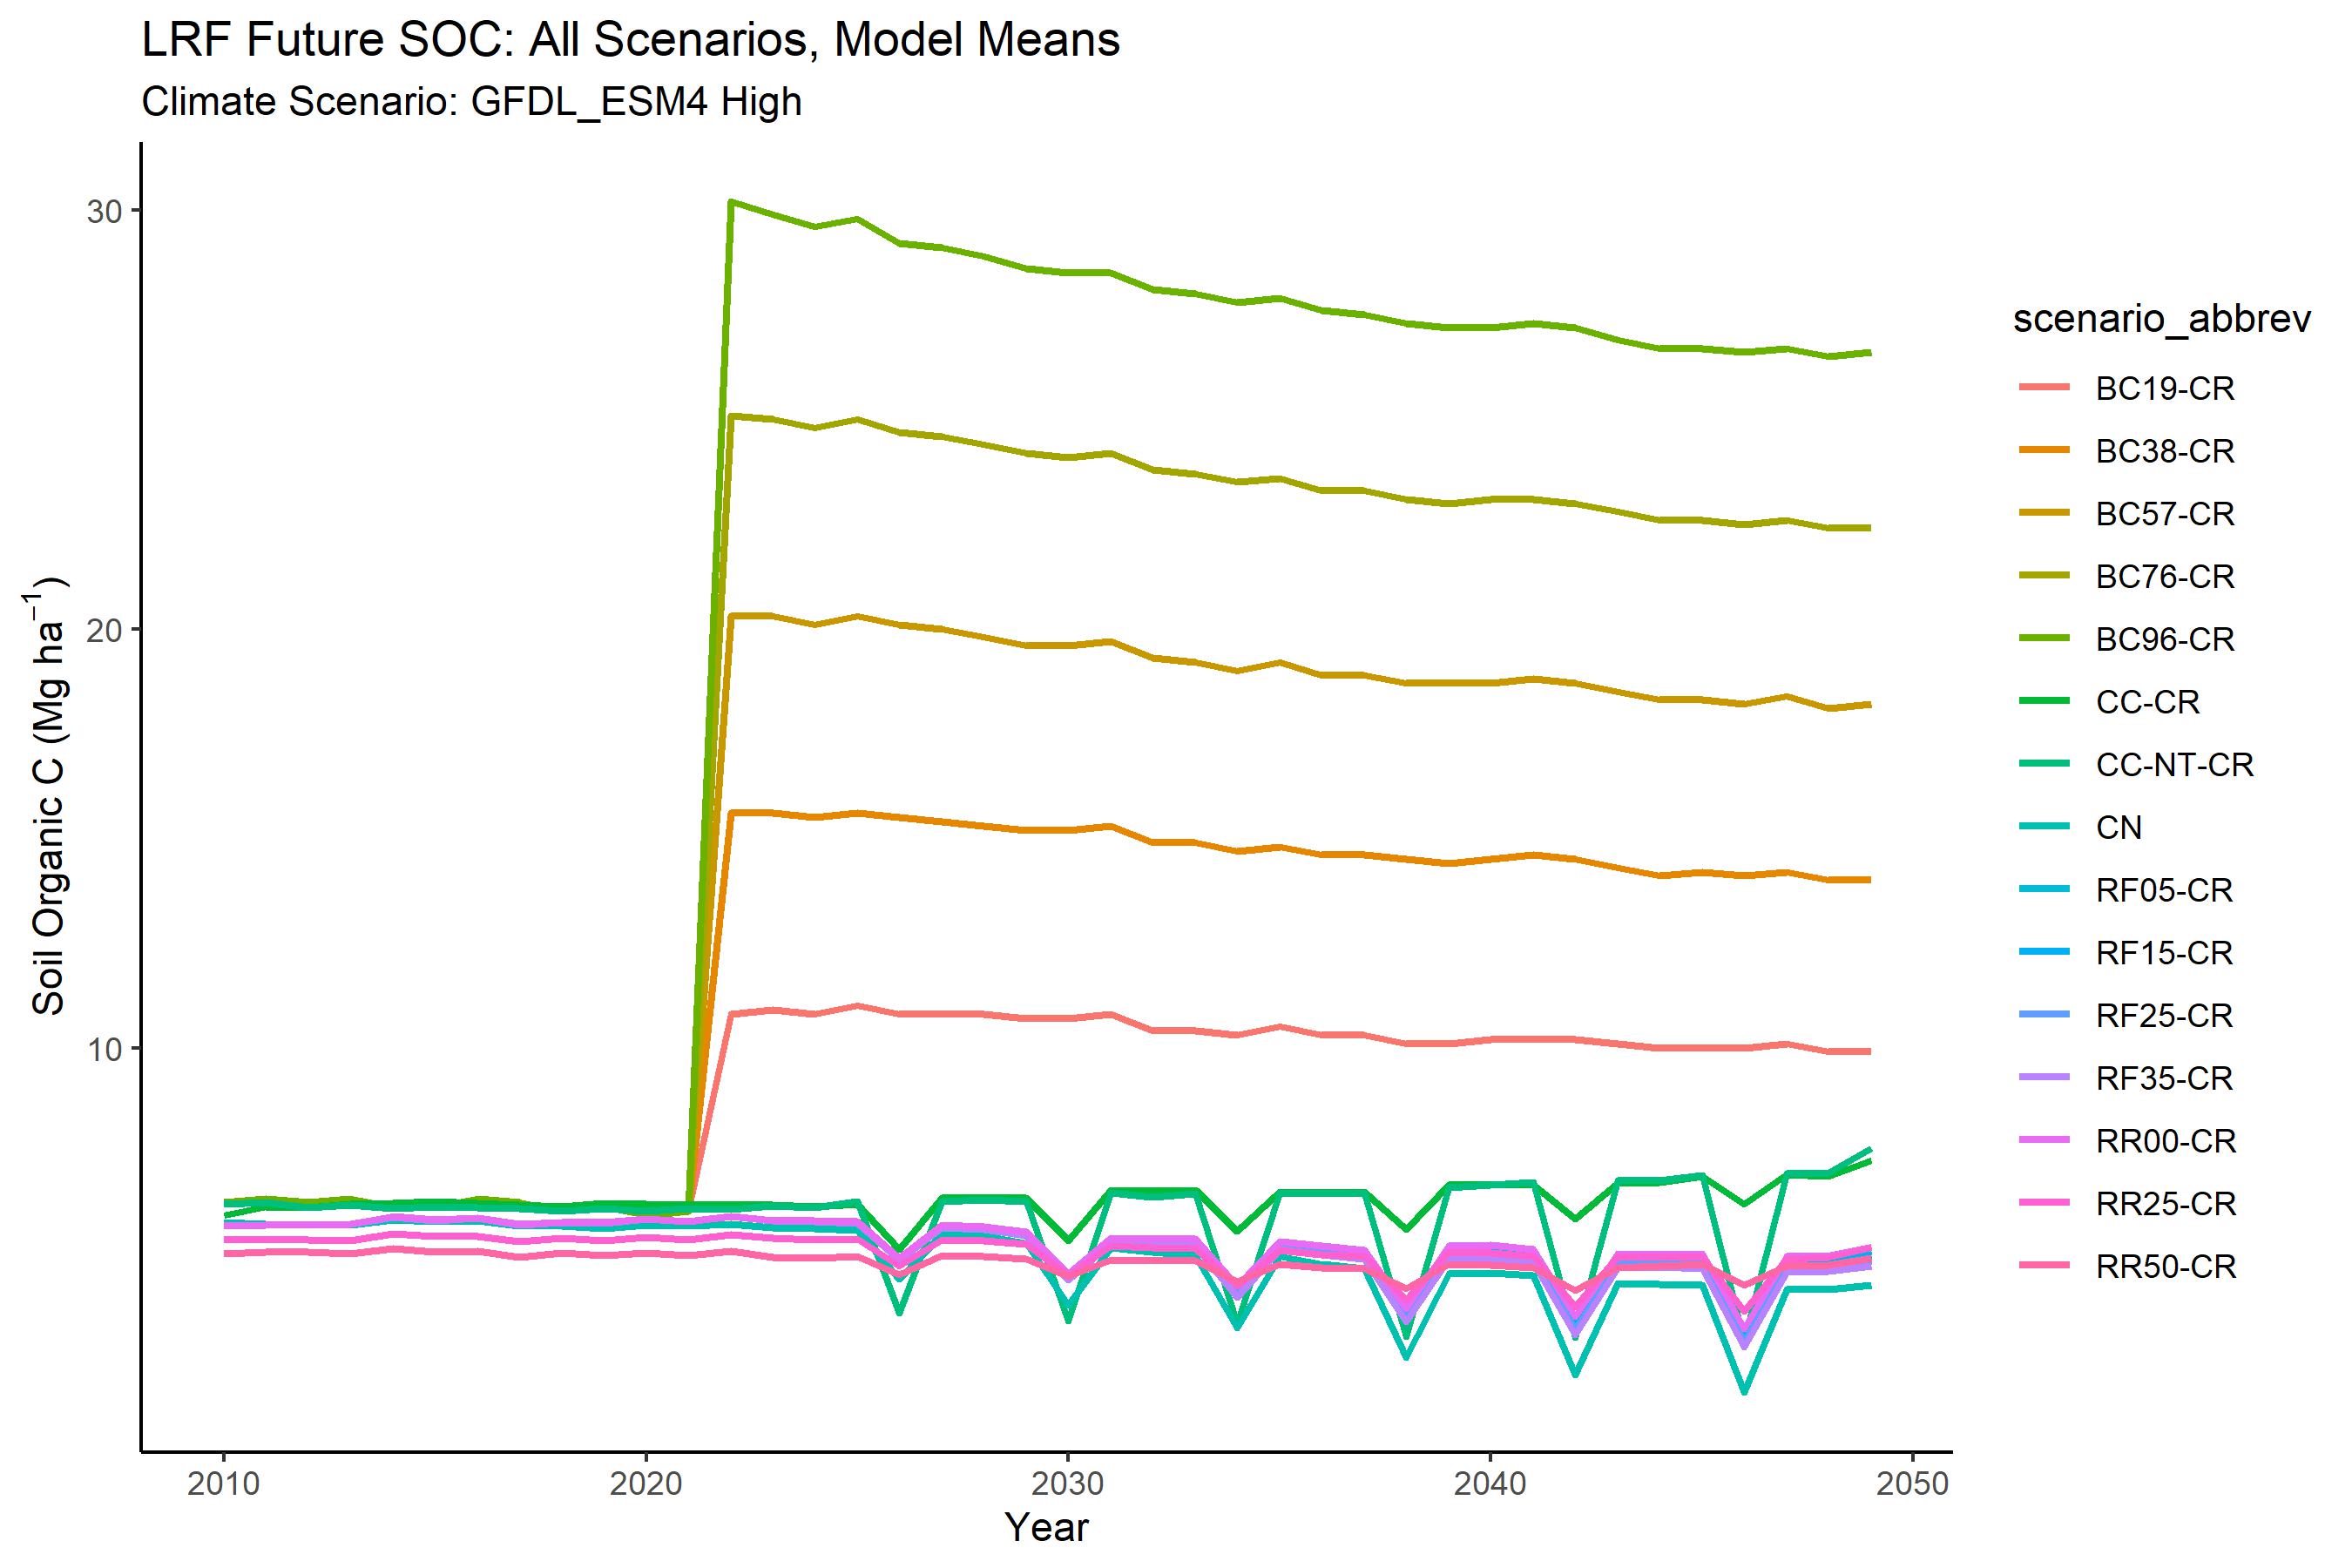 LRF Future SOC: All Scenarios, Model Means
Climate Scenario: GFDL_ESM4 High
Soil Organic C (Mg ha⁻¹)
30
20
10
2010
2020
2030
2040
2050
Year
scenario_abbrev
BC19-CR
BC38-CR
BC57-CR
BC76-CR
BC96-CR
CC-CR
CC-NT-CR
CN
RF05-CR
RF15-CR
RF25-CR
RF35-CR
RR00-CR
RR25-CR
RR50-CR